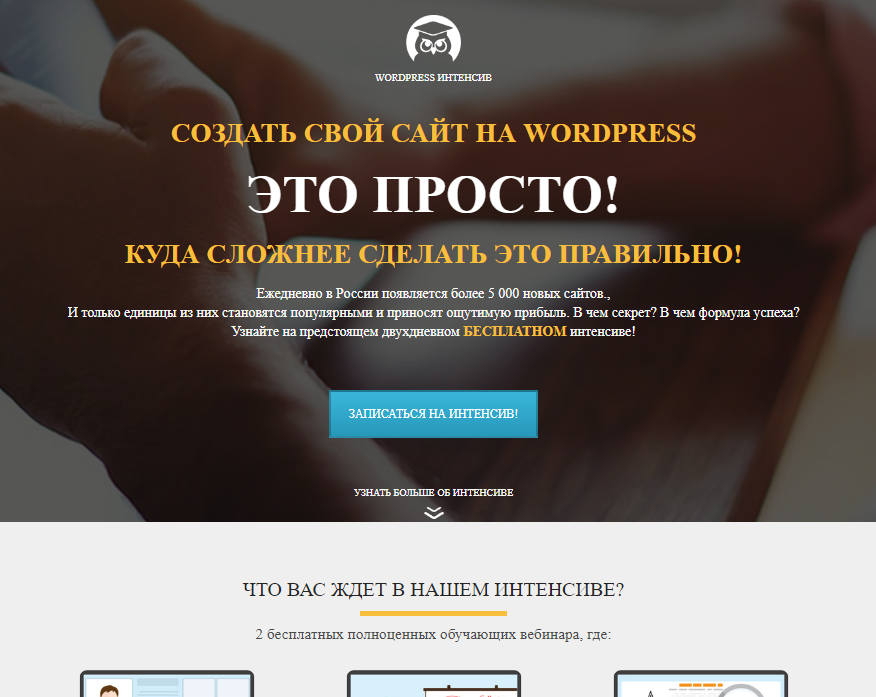 WORDPRESS ИНТЕНСИВ
СОЗДАТЬ СВОЙ САЙТ НА WORDPRESS
ЭТО ПРОСТО!
КУДА СЛОЖНЕЕ СДЕЛАТЬ ЭТО ПРАВИЛЬНО!
Ежедневно в России появляется более 5 000 новых сайтов.,
И только единицы из них становятся популярными и приносят ощутимую прибыль. В чем секрет? В чем формула успеха?
Узнайте на предстоящем двухдневном БЕСПЛАТНОМ интенсиве!
ЗАПИСАТЬСЯ НА ИНТЕНСИВ!
УЗНАТЬ БОЛЬШЕ ОБ ИНТЕНСИВЕ
ЧТО ВАС ЖДЕТ В НАШЕМ ИНТЕНСИВЕ?
2 бесплатных полноценных обучающих вебинара, где: